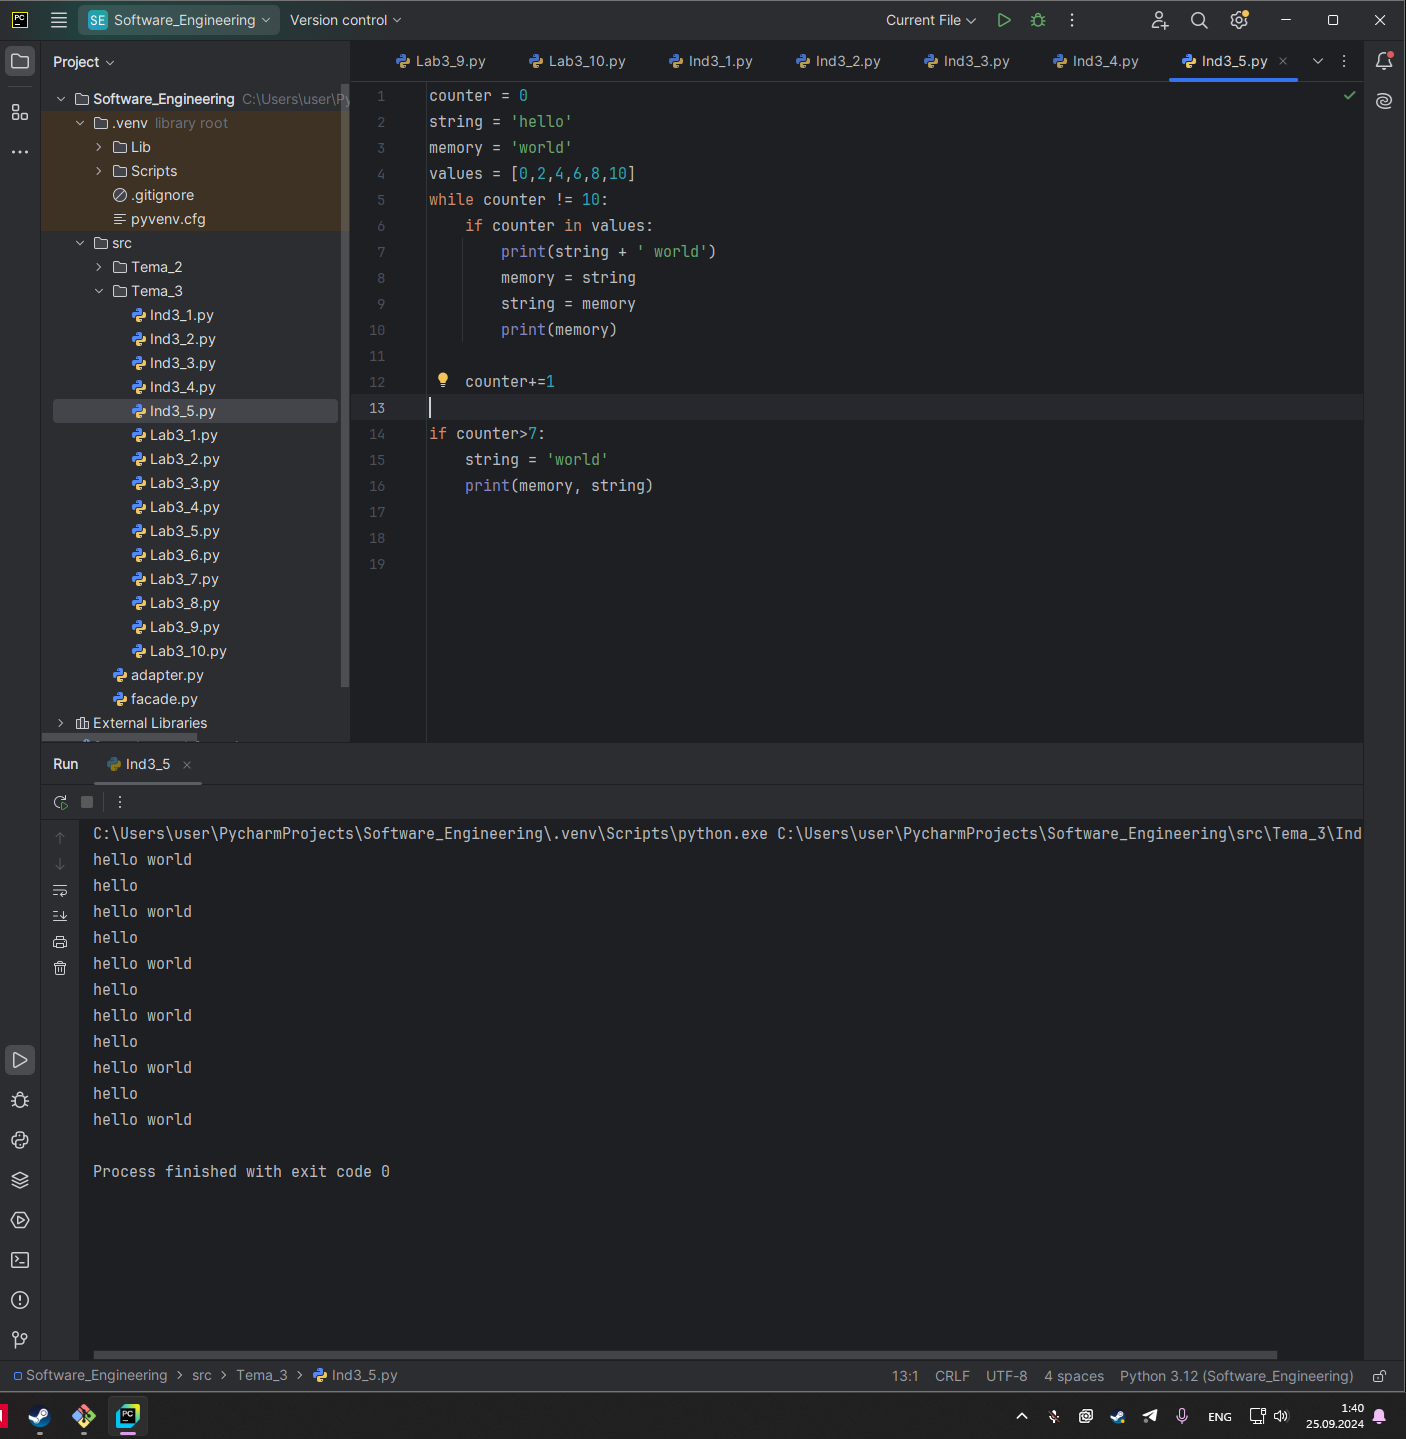 PC
SE Software_Engineering
Version control
Current File
Project
Lab3_9.py
Lab3_10.py
Ind3_1.py
Ind3_2.py
Ind3_3.py
Ind3_4.py
Ind3_5.py
Software_Engineering C:\Users\user\Py
.venv library root
Lib
Scripts
.gitignore
pyvenv.cfg
src
Tema_2
Tema_3
Ind3_1.py
Ind3_2.py
Ind3_3.py
Ind3_4.py
Ind3_5.py
Lab3_1.py
Lab3_2.py
Lab3_3.py
Lab3_4.py
Lab3_5.py
Lab3_6.py
Lab3_7.py
Lab3_8.py
Lab3_9.py
Lab3_10.py
adapter.py
facade.py
External Libraries
1 counter = 0
2 string = 'hello'
3 memory = 'world'
4 values = [0,2,4,6,8,10]
5 while counter != 10:
6 if counter in values:
7 print(string + ' world')
8 memory = string
9 string = memory
10 print(memory)
11
12 counter+=1
13
14 if counter>7:
15 string = 'world'
16 print(memory, string)
17
18
19
Run
Ind3_5
C:\Users\user\PycharmProjects\Software_Engineering\.venv\Scripts\python.exe C:\Users\user\PycharmProjects\Software_Engineering\src\Tema_3\Ind
hello world
hello
hello world
hello
hello world
hello
hello world
hello
hello world
hello
hello world
Process finished with exit code 0
Software_Engineering > src > Tema_3 > Ind3_5.py
13:1 CRLF UTF-8 4 spaces Python 3.12 (Software_Engineering)
PC
ENG
1:40
25.09.2024